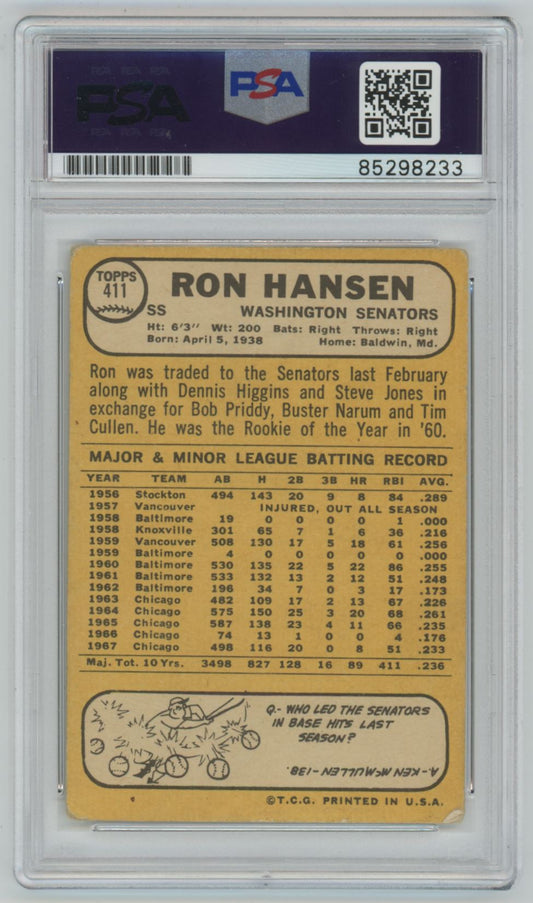 PSA PSA PSA
PSA
PSA PSA PSA
PSA
85298233
TOPPS
411
RON HANSEN
SS
WASHINGTON SENATORS
Ht: 6'3" Wt: 200 Bats: Right Throws: Right
Born: April 5, 1938 Home: Baldwin, Md.
Ron was traded to the Senators last February
along with Dennis Higgins and Steve Jones in
exchange for Bob Priddy, Buster Narum and Tim
Cullen. He was the Rookie of the Year in '60.
MAJOR & MINOR LEAGUE BATTING RECORD
YEAR TEAM AB H 2B 3B HR RBI AVG.
1956 Stockton 494 143 20 9 8 84 .289
1957 Vancouver INJURED, OUT ALL SEASON
1958 Baltimore 19 0 0 0 0 1 .000
1958 Knoxville 301 65 7 1 6 36 .216
1959 Vancouver 508 130 17 5 18 61 .256
1959 Baltimore 4 0 0 0 0 0 .000
1960 Baltimore 530 135 22 5 22 86 .255
1961 Baltimore 533 132 13 2 12 51 .248
1962 Baltimore 196 34 7 0 3 17 .173
1963 Chicago 482 109 17 2 13 67 .226
1964 Chicago 575 150 25 3 20 68 .261
1965 Chicago 587 138 23 4 11 66 .235
1966 Chicago 74 13 1 0 0 4 .176
1967 Chicago 498 116 20 0 8 51 .233
Maj. Tot. 10 Yrs. 3498 827 128 16 89 411 .236
Q.- WHO LED THE SENATORS
IN BASE HITS LAST
SEASON?
A.- KEN McMULLEN - 138.
©T.C.G. PRINTED IN U.S.A.